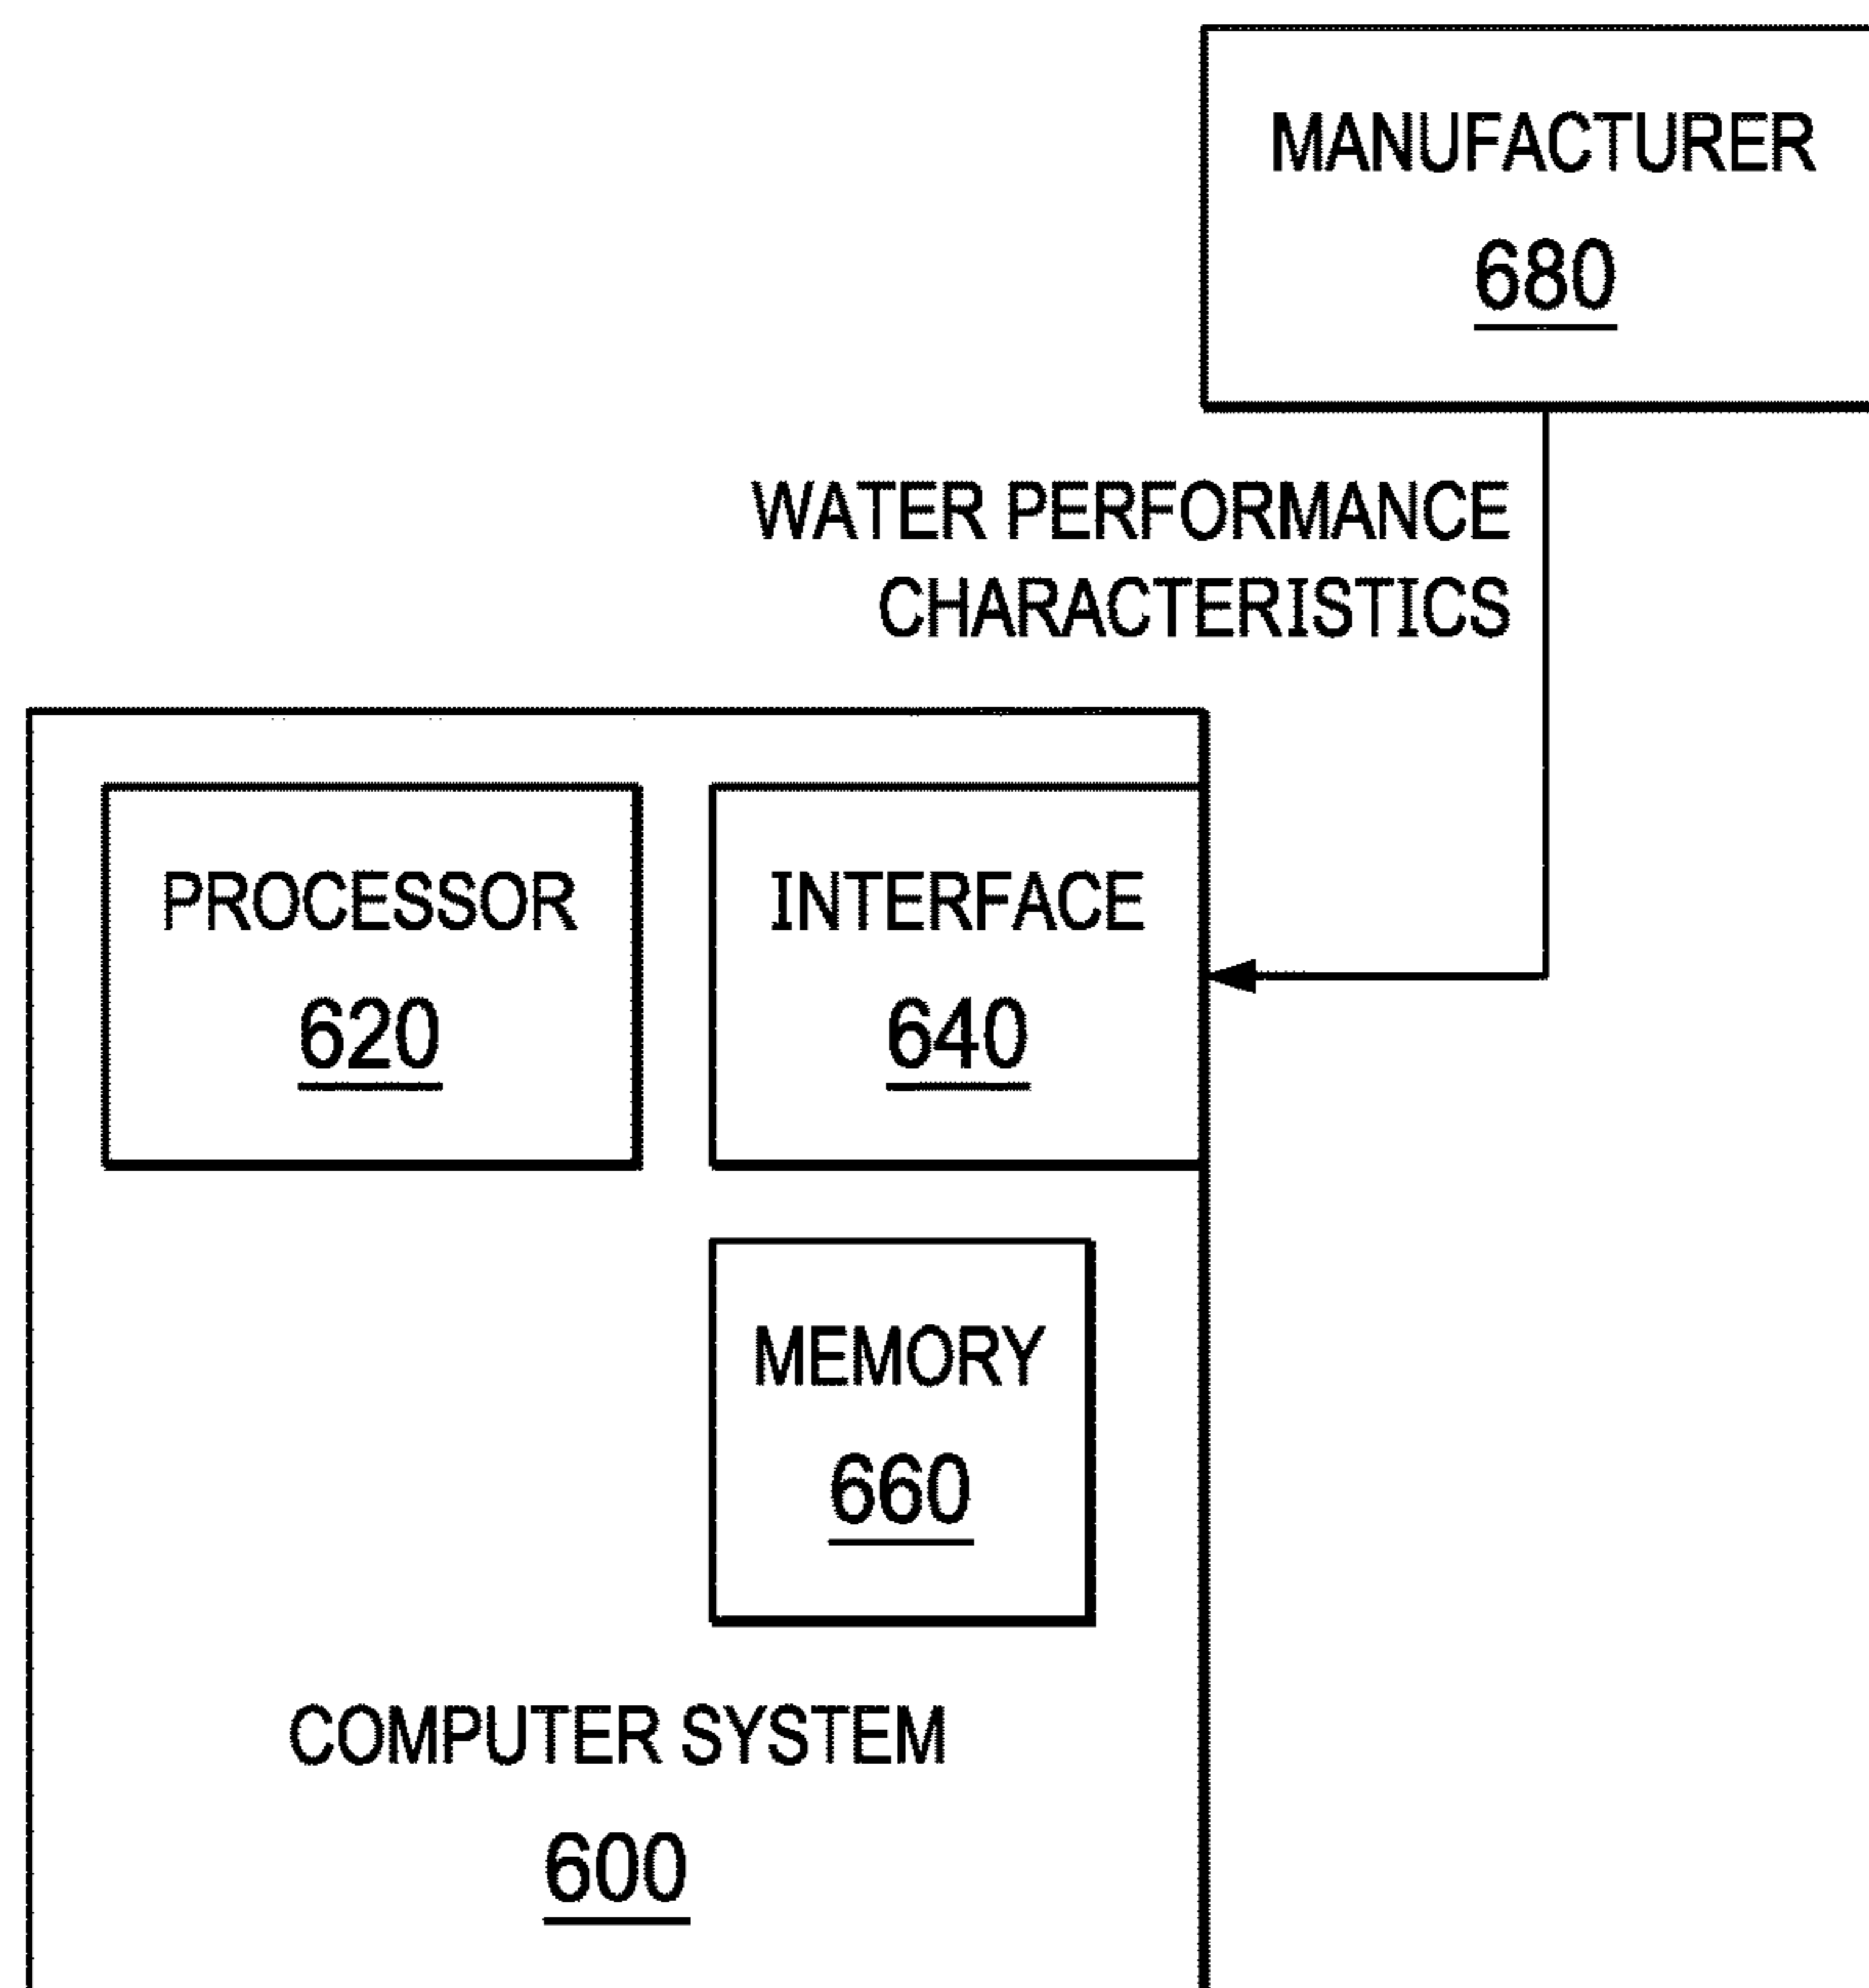 MANUFACTURER
680
WATER PERFORMANCE
CHARACTERISTICS
PROCESSOR
620
INTERFACE
640
MEMORY
660
COMPUTER SYSTEM
600